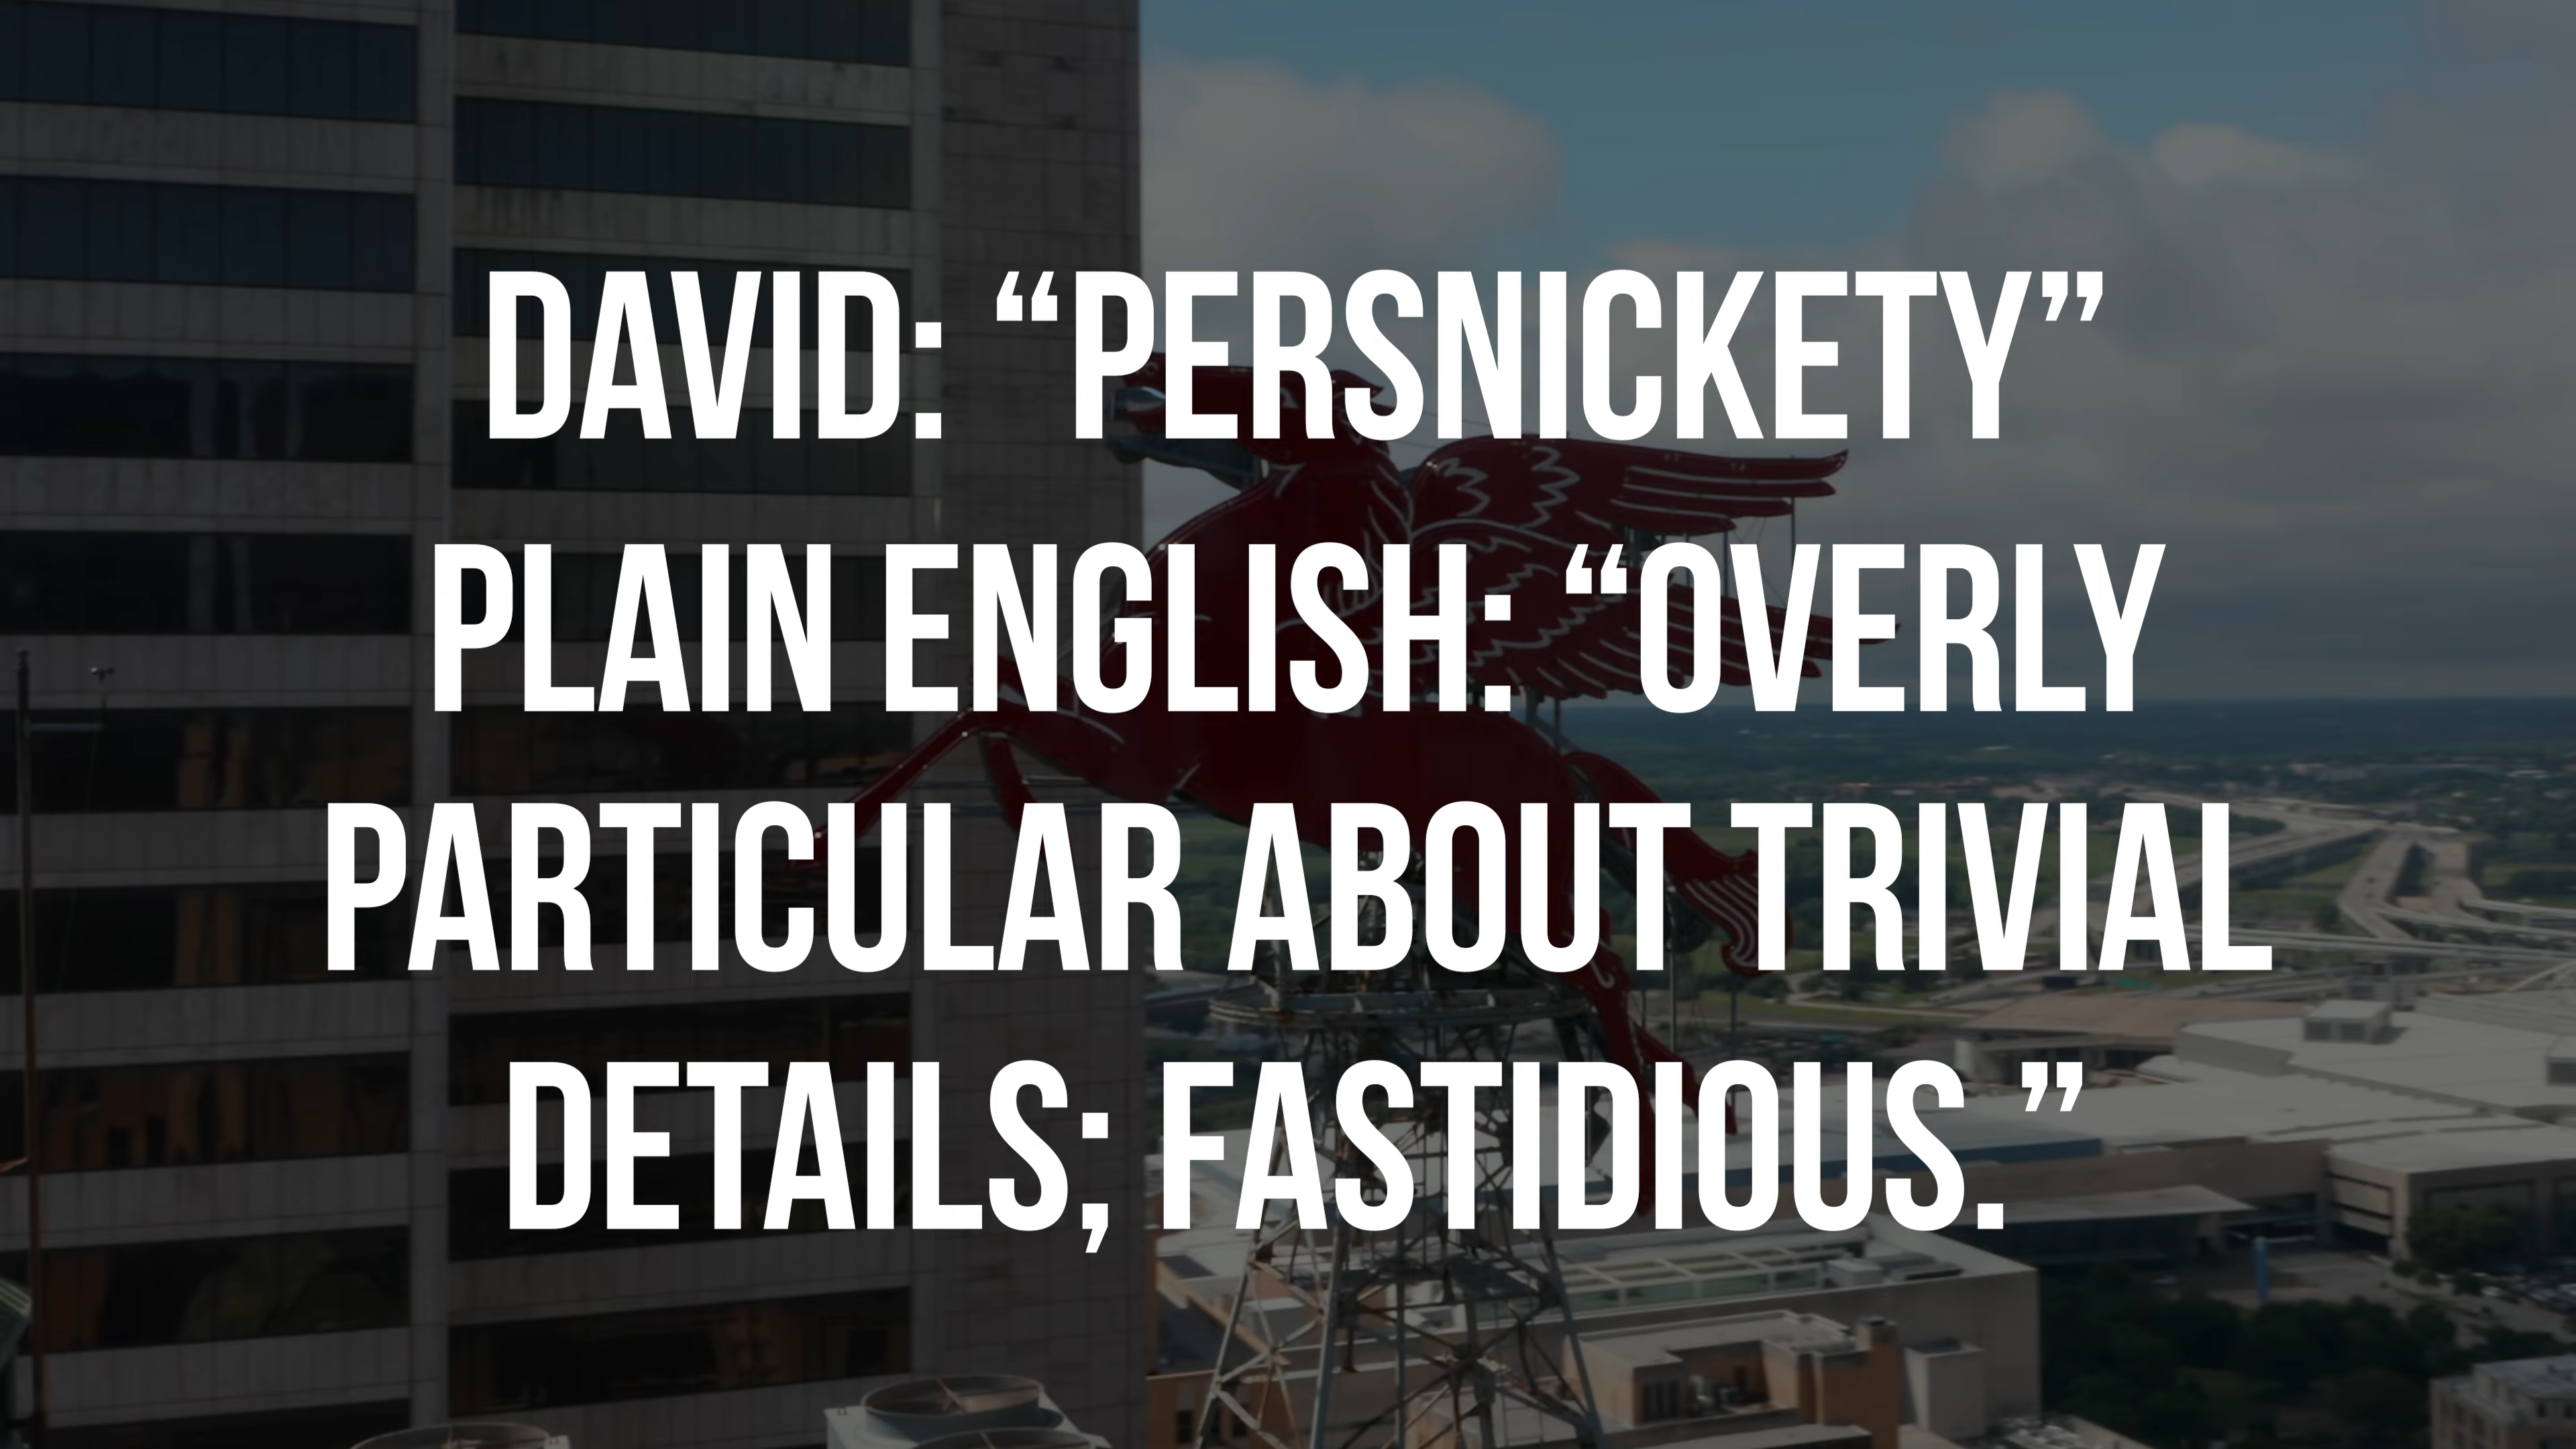 DAVID: “PERSNICKETY”
PLAIN ENGLISH: “OVERLY
PARTICULAR ABOUT TRIVIAL
DETAILS; FASTIDIOUS.”